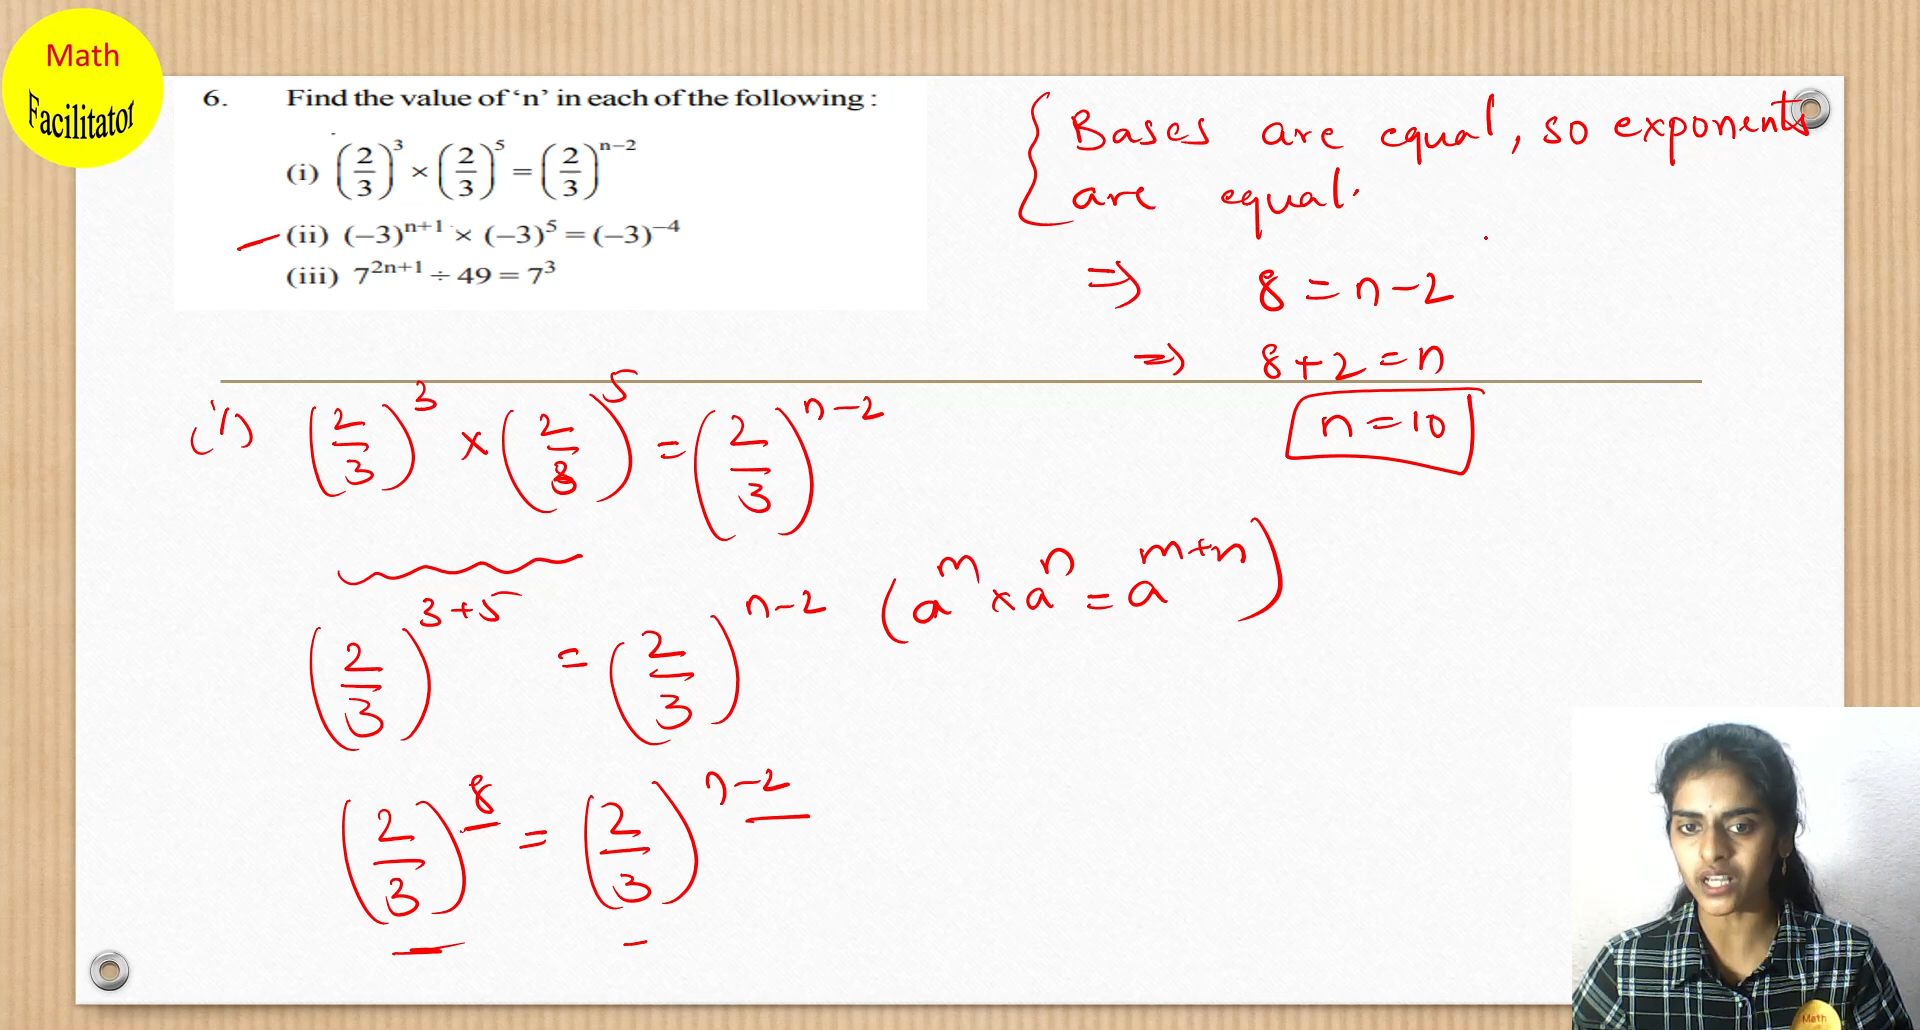 Math
Facilitator
6. Find the value of ‘n’ in each of the following :
(i) (2/3)^3 × (2/3)^5 = (2/3)^{n–2}
(ii) (–3)^{n+1} × (–3)^5 = (–3)^{–4}
(iii) 7^{2n+1} ÷ 49 = 7^3
{ Bases are equal, so exponents
are equal.
⇒ 8 = n – 2
⇒ 8 + 2 = n
n = 10
(i) (2/3)^3 × (2/3)^5 = (2/3)^{n–2}
(2/3)^{3+5} = (2/3)^{n–2} (a^m × a^n = a^{m+n})
(2/3)^8 = (2/3)^{n–2}
Math